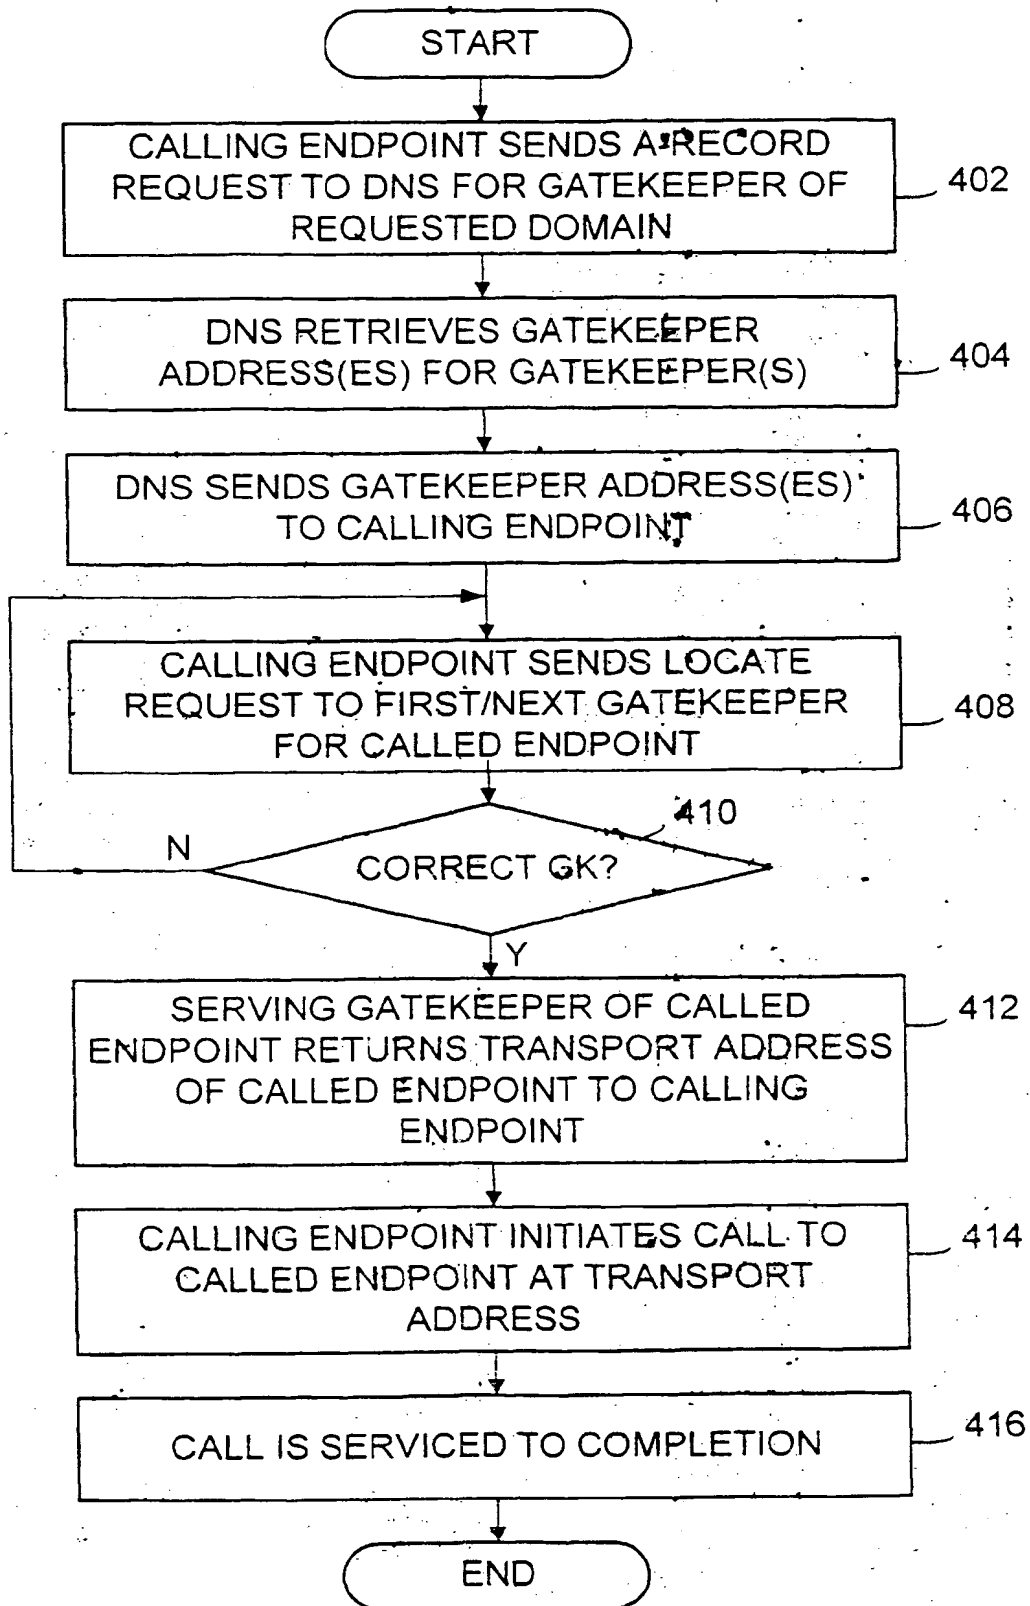 START
CALLING ENDPOINT SENDS A RECORD
REQUEST TO DNS FOR GATEKEEPER OF
REQUESTED DOMAIN
402
DNS RETRIEVES GATEKEEPER
ADDRESS(ES) FOR GATEKEEPER(S)
404
DNS SENDS GATEKEEPER ADDRESS(ES)
TO CALLING ENDPOINT
406
CALLING ENDPOINT SENDS LOCATE
REQUEST TO FIRST/NEXT GATEKEEPER
FOR CALLED ENDPOINT
408
410
N
CORRECT GK?
Y
SERVING GATEKEEPER OF CALLED
ENDPOINT RETURNS TRANSPORT ADDRESS
OF CALLED ENDPOINT TO CALLING
ENDPOINT
412
CALLING ENDPOINT INITIATES CALL TO
CALLED ENDPOINT AT TRANSPORT
ADDRESS
414
CALL IS SERVICED TO COMPLETION
416
END